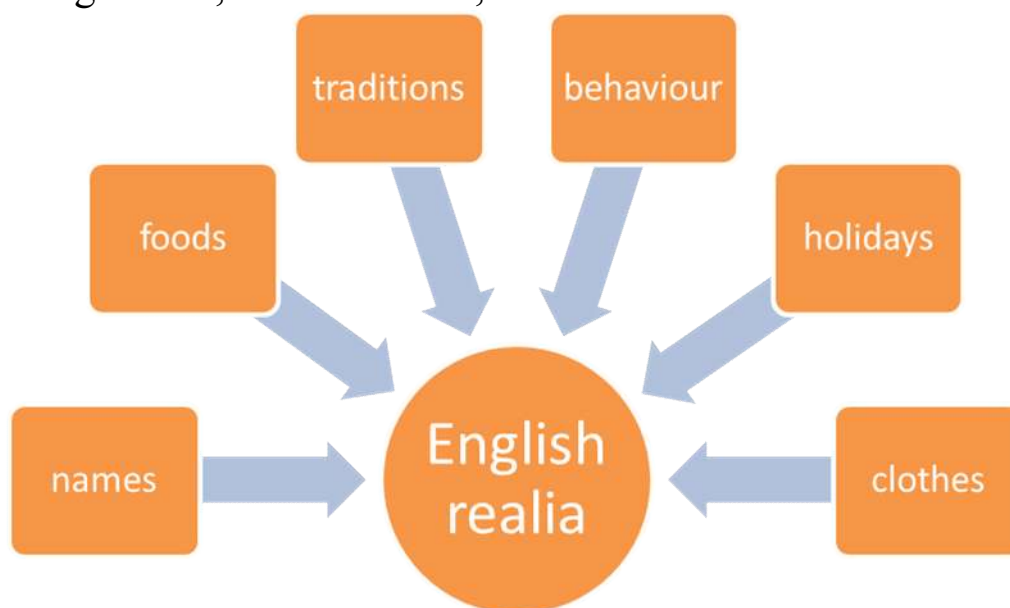 traditions
behaviour
foods
holidays
names
English
realia
clothes